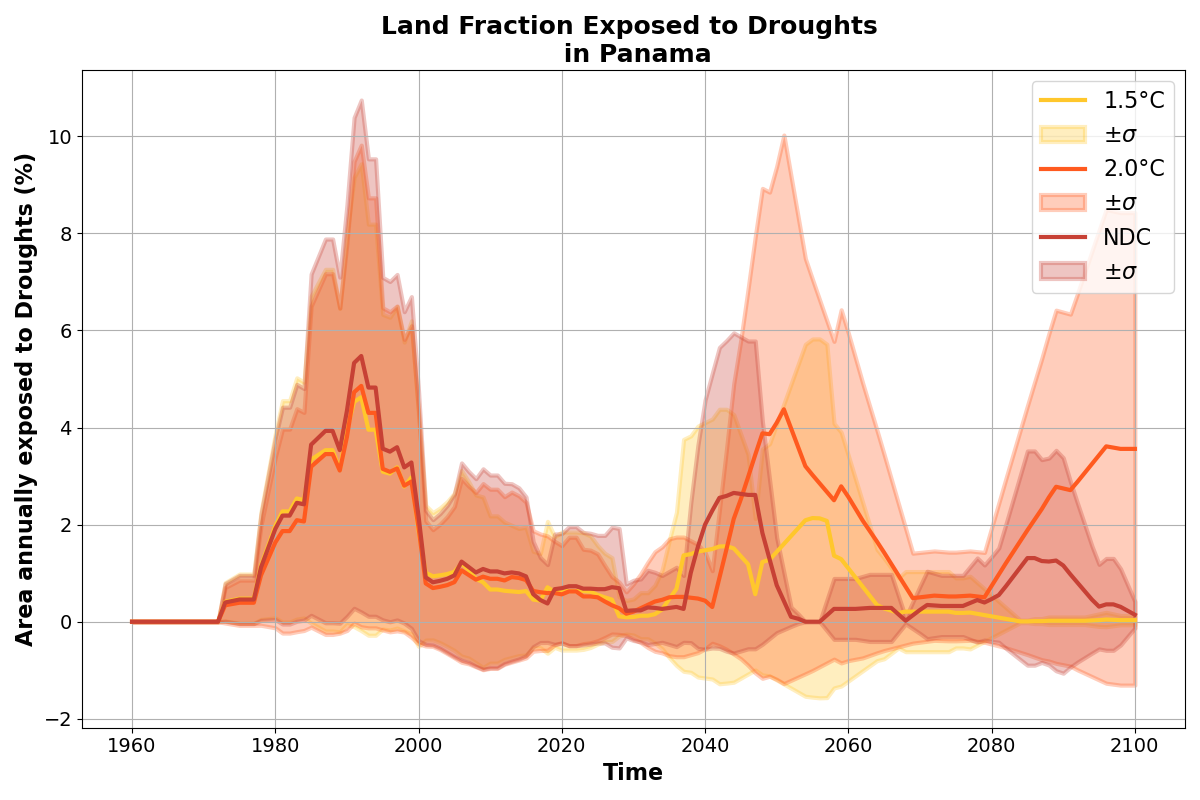 Land Fraction Exposed to Droughts
in Panama
Area annually exposed to Droughts (%)
10
8
6
4
2
0
−2
1960
1980
2000
2020
2040
2060
2080
2100
Time
1.5°C
±σ
2.0°C
±σ
NDC
±σ